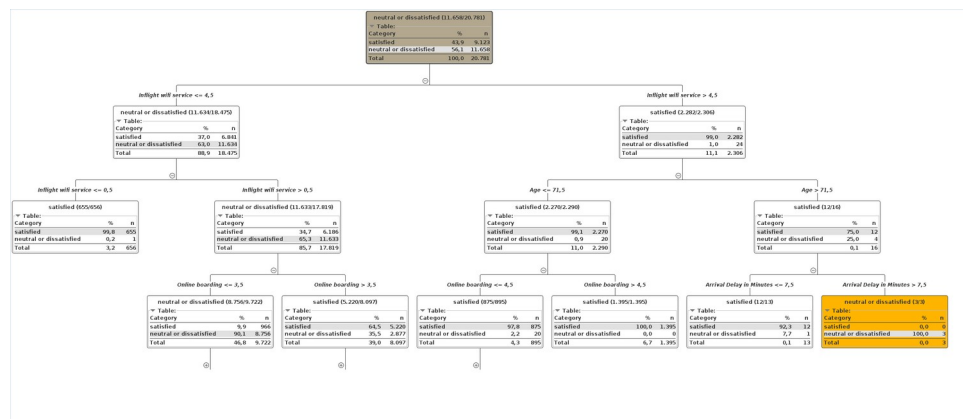 neutral or dissatisfied (11.658/20.781)
Table:
Category % n
satisfied 43,9 9.123
neutral or dissatisfied 56,1 11.658
Total 100,0 20.781
Inflight wifi service <= 4,5
Inflight wifi service > 4,5
neutral or dissatisfied (11.634/18.475)
Table:
Category % n
satisfied 37,0 6.841
neutral or dissatisfied 63,0 11.634
Total 88,9 18.475
satisfied (2.282/2.306)
Table:
Category % n
satisfied 99,0 2.282
neutral or dissatisfied 1,0 24
Total 11,1 2.306
Inflight wifi service <= 0,5
Inflight wifi service > 0,5
Age <= 71,5
Age > 71,5
satisfied (655/656)
Table:
Category % n
satisfied 99,8 655
neutral or dissatisfied 0,2 1
Total 3,2 656
neutral or dissatisfied (11.633/17.819)
Table:
Category % n
satisfied 34,7 6.186
neutral or dissatisfied 65,3 11.633
Total 85,7 17.819
satisfied (2.270/2.290)
Table:
Category % n
satisfied 99,1 2.270
neutral or dissatisfied 0,9 20
Total 11,0 2.290
satisfied (12/16)
Table:
Category % n
satisfied 75,0 12
neutral or dissatisfied 25,0 4
Total 0,1 16
Online boarding <= 3,5
Online boarding > 3,5
Online boarding <= 4,5
Online boarding > 4,5
Arrival Delay in Minutes <= 7,5
Arrival Delay in Minutes > 7,5
neutral or dissatisfied (8.756/9.722)
Table:
Category % n
satisfied 9,9 966
neutral or dissatisfied 90,1 8.756
Total 46,8 9.722
satisfied (5.220/8.097)
Table:
Category % n
satisfied 64,5 5.220
neutral or dissatisfied 35,5 2.877
Total 39,0 8.097
satisfied (875/895)
Table:
Category % n
satisfied 97,8 875
neutral or dissatisfied 2,2 20
Total 4,3 895
satisfied (1.395/1.395)
Table:
Category % n
satisfied 100,0 1.395
neutral or dissatisfied 0,0 0
Total 6,7 1.395
satisfied (12/13)
Table:
Category % n
satisfied 92,3 12
neutral or dissatisfied 7,7 1
Total 0,1 13
neutral or dissatisfied (3/3)
Table:
Category % n
satisfied 0,0 0
neutral or dissatisfied 100,0 3
Total 0,0 3